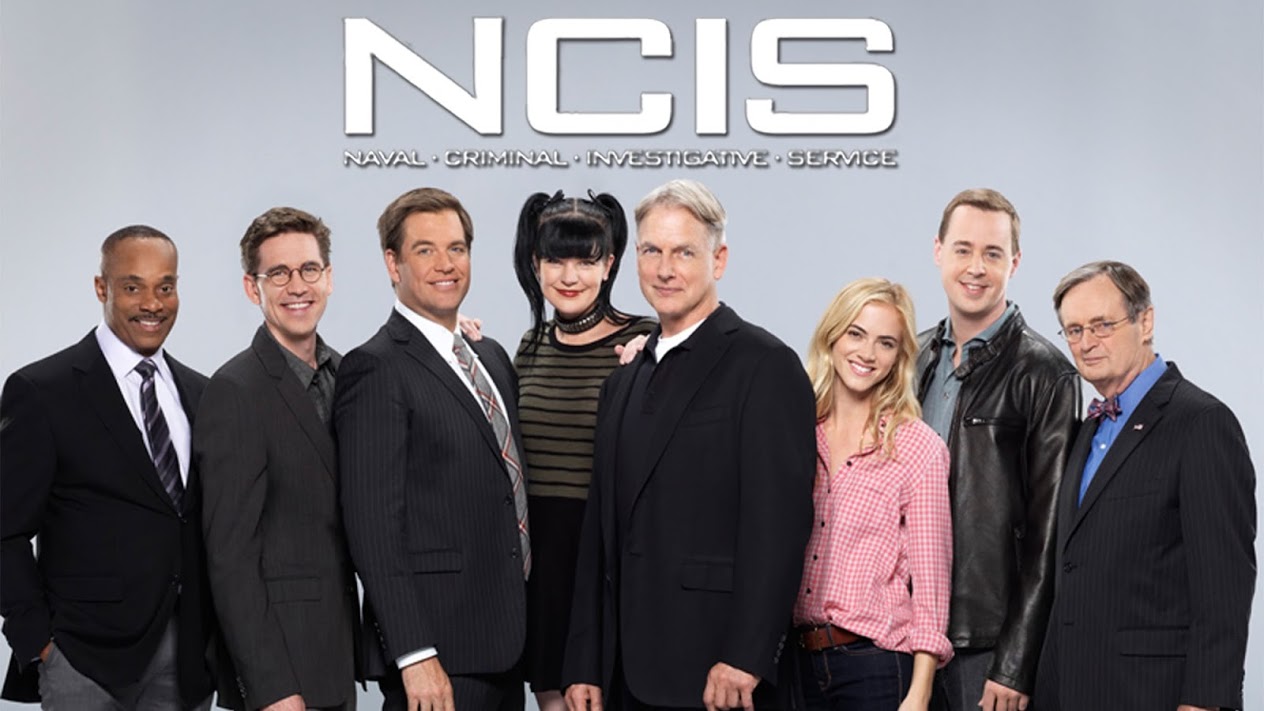 NCIS
NAVAL · CRIMINAL · INVESTIGATIVE · SERVICE